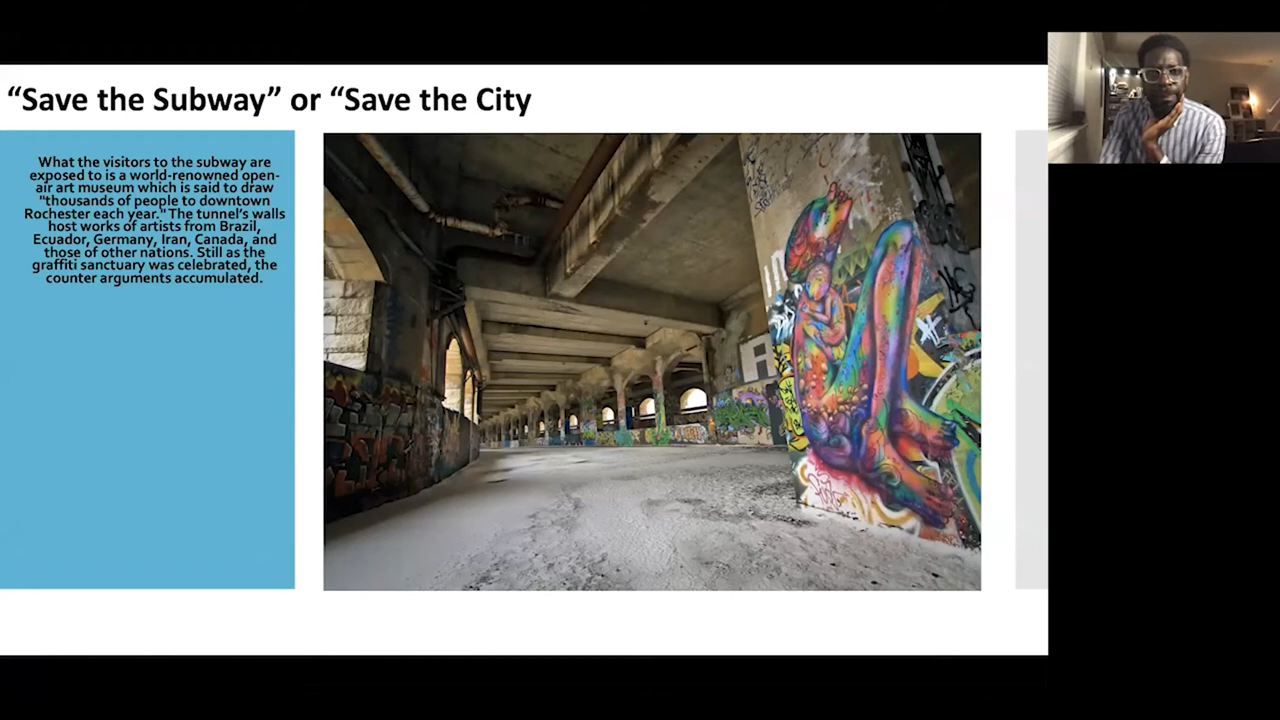 “Save the Subway” or “Save the City
What the visitors to the subway are
exposed to is a world-renowned open-
air art museum which is said to draw
"thousands of people to downtown
Rochester each year." The tunnel’s walls
host works of artists from Brazil,
Ecuador, Germany, Iran, Canada, and
those of other nations. Still as the
graffiti sanctuary was celebrated, the
counter arguments accumulated.